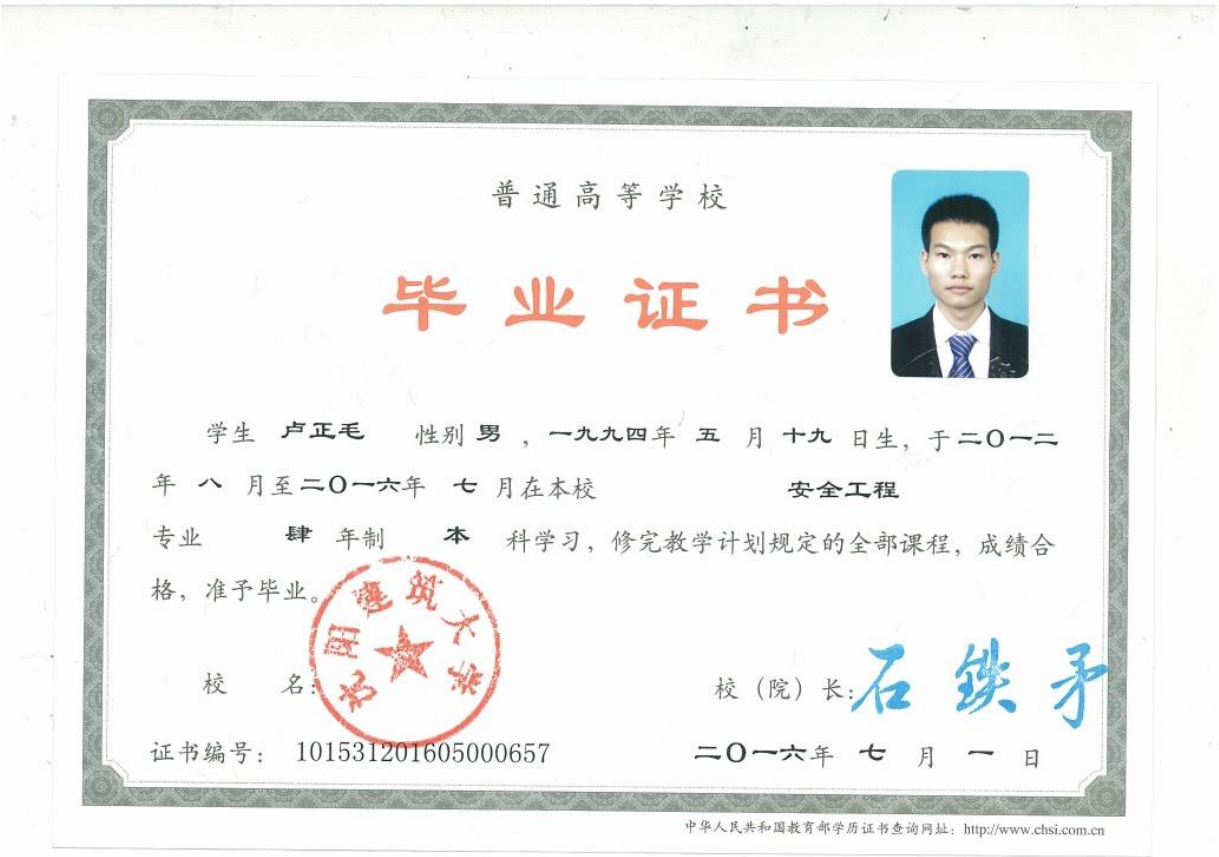 普通高等学校
毕业证书
学生 卢正毛 性别 男 ，一九九四年 五 月 十九 日生，于二〇一二
年 八 月至二〇一六年 七 月在本校 安全工程
专业 肆 年制 本 科学习，修完教学计划规定的全部课程，成绩合
格，准予毕业。
沈阳建筑大学
校 名： 校（院）长：石铁矛
证书编号： 101531201605000657 二〇一六年 七 月 一 日
中华人民共和国教育部学历证书查询网址：http://www.chsi.com.cn